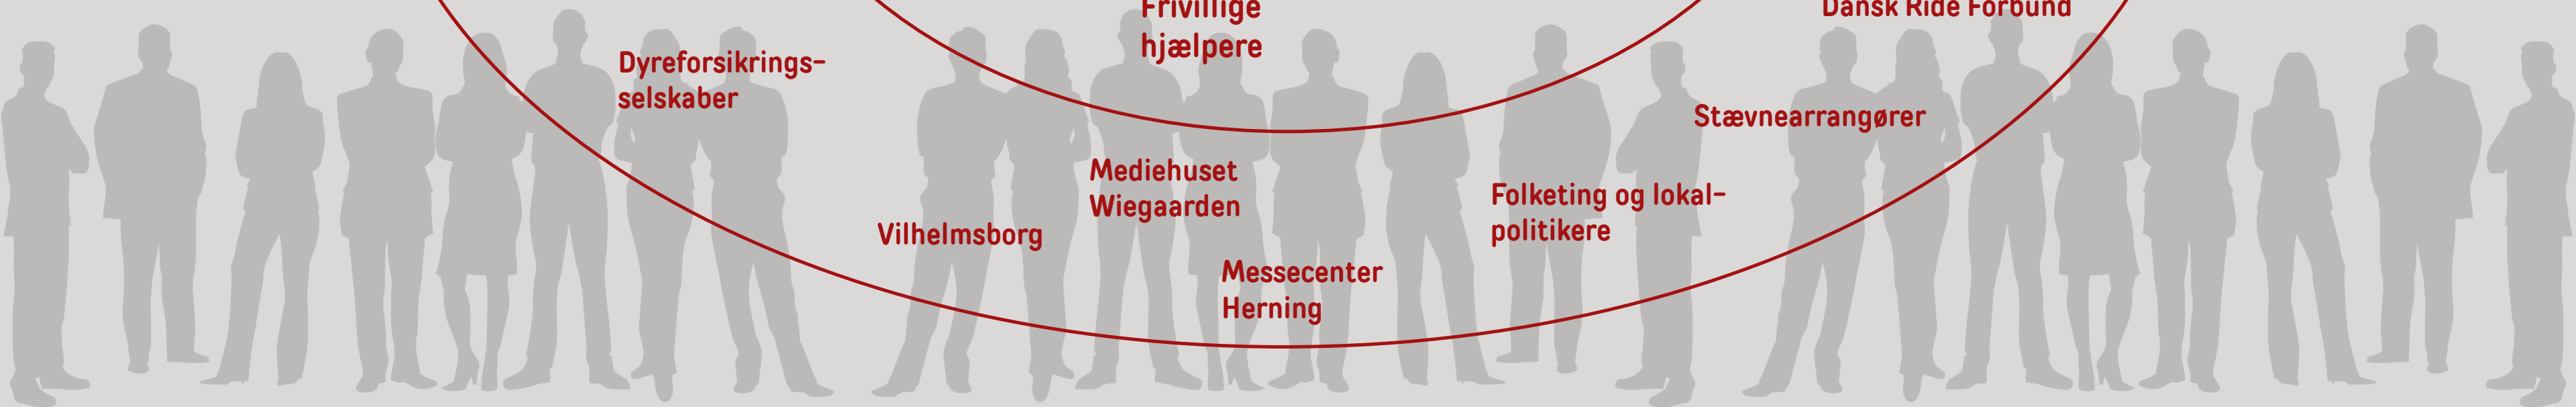 Frivillige
hjælpere
Dansk Ride Forbund
Dyreforsikrings-
selskaber
Stævnearrangører
Mediehuset
Wiegaarden
Folketing og lokal-
politikere
Vilhelmsborg
Messecenter
Herning